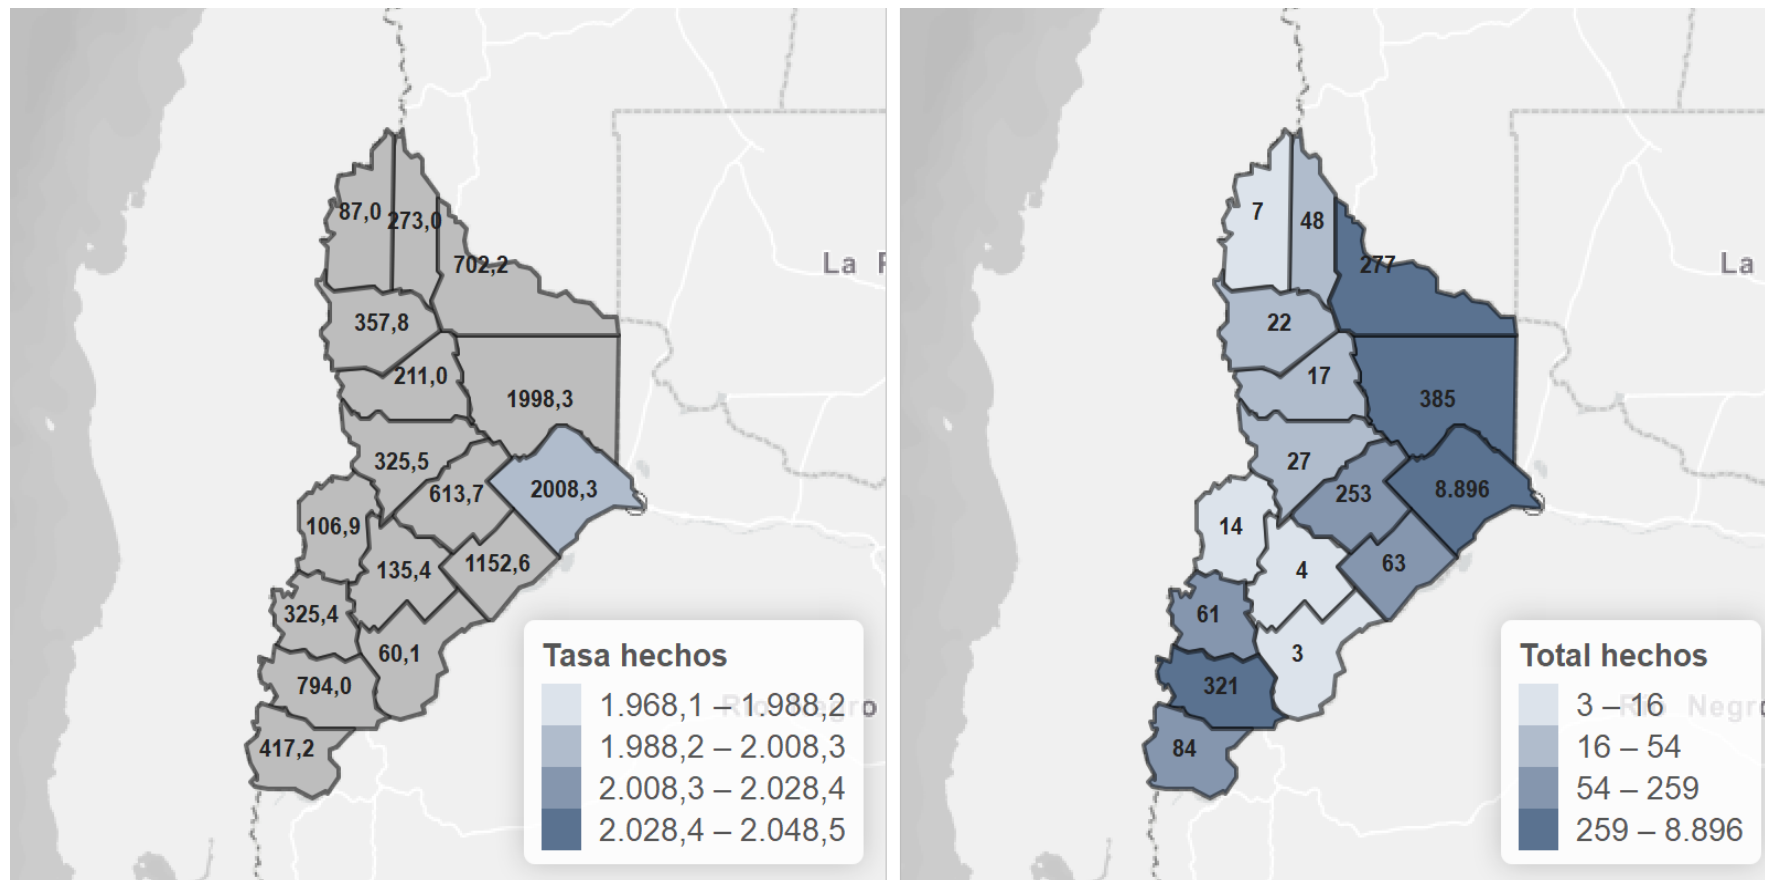 87,0
273,0
702,2
La P
357,8
211,0
1998,3
325,5
613,7
2008,3
106,9
135,4
1152,6
325,4
60,1
794,0
417,2
Tasa hechos
1.968,1 – 1.988,2
1.988,2 – 2.008,3
2.008,3 – 2.028,4
2.028,4 – 2.048,5
Río Negro
7
48
277
La
22
17
385
27
253
8.896
14
4
63
61
3
321
84
Total hechos
3 – 16
16 – 54
54 – 259
259 – 8.896
Río Negro